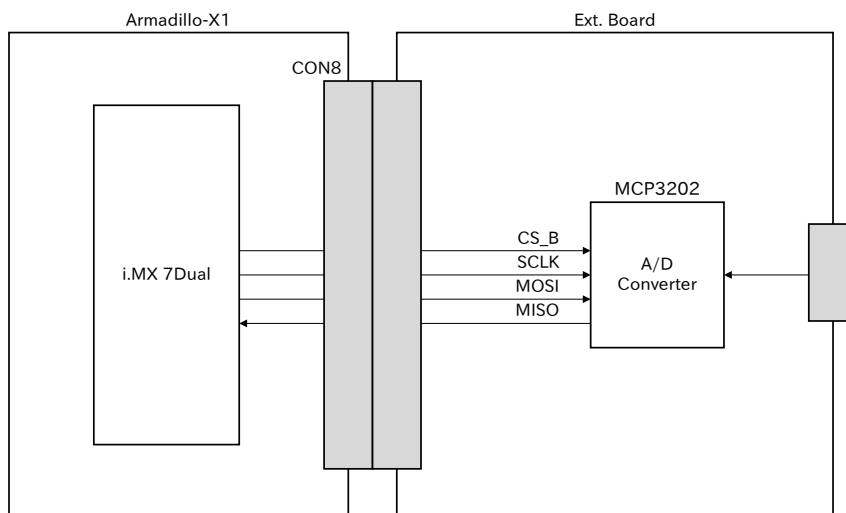 Armadillo-X1
Ext. Board
CON8
MCP3202
i.MX 7Dual
CS_B
SCLK
MOSI
MISO
A/D
Converter